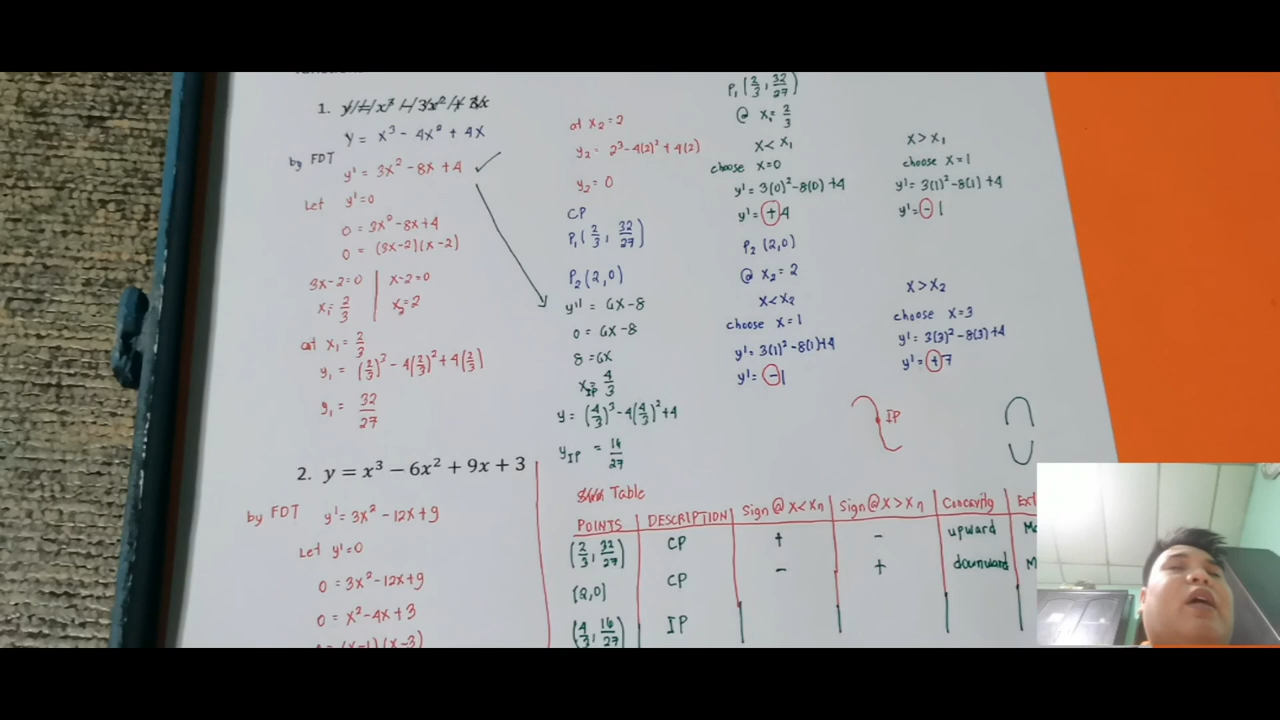 1.
y = x³ - 4x² + 4x
by FDT
y' = 3x² - 8x + 4
Let y'=0
0 = 3x² - 8x + 4
0 = (3x-2)(x-2)
3x-2=0 | x-2=0
x₁ = 2/3 | x₂ = 2
at x₁ = 2/3
y₁ = (2/3)³ - 4(2/3)² + 4(2/3)
y₁ = 32/27
2. y = x³ − 6x² + 9x + 3
by FDT y' = 3x² - 12x + 9
Let y'=0
0 = 3x² - 12x + 9
0 = x² - 4x + 3
(x-1)(x-3)
at x₂ = 2
y₂ = 2³ - 4(2)² + 4(2)
y₂ = 0
CP
P₁(2/3, 32/27)
P₂(2,0)
y'' = 6x - 8
0 = 6x - 8
8 = 6x
x_IP = 4/3
y = (4/3)³ - 4(4/3)² + 4
y_IP = 16/27
P₁(2/3, 32/27)
@ x₁ = 2/3
x < x₁
choose x=0
y' = 3(0)² - 8(0) + 4
y' = + 4
P₂ (2,0)
@ x₂ = 2
x < x₂
choose x=1
y' = 3(1)² - 8(1) + 4
y' = - 1
x > x₁
choose x=1
y' = 3(1)² - 8(1) + 4
y' = - 1
x > x₂
choose x=3
y' = 3(3)² - 8(3) + 4
y' = + 7
IP
Table
POINTS | DESCRIPTION | Sign @ x < xₙ | Sign @ x > xₙ | Concavity
(2/3, 32/27) CP + - upward
(2,0) CP - + downward
(4/3, 16/27) IP